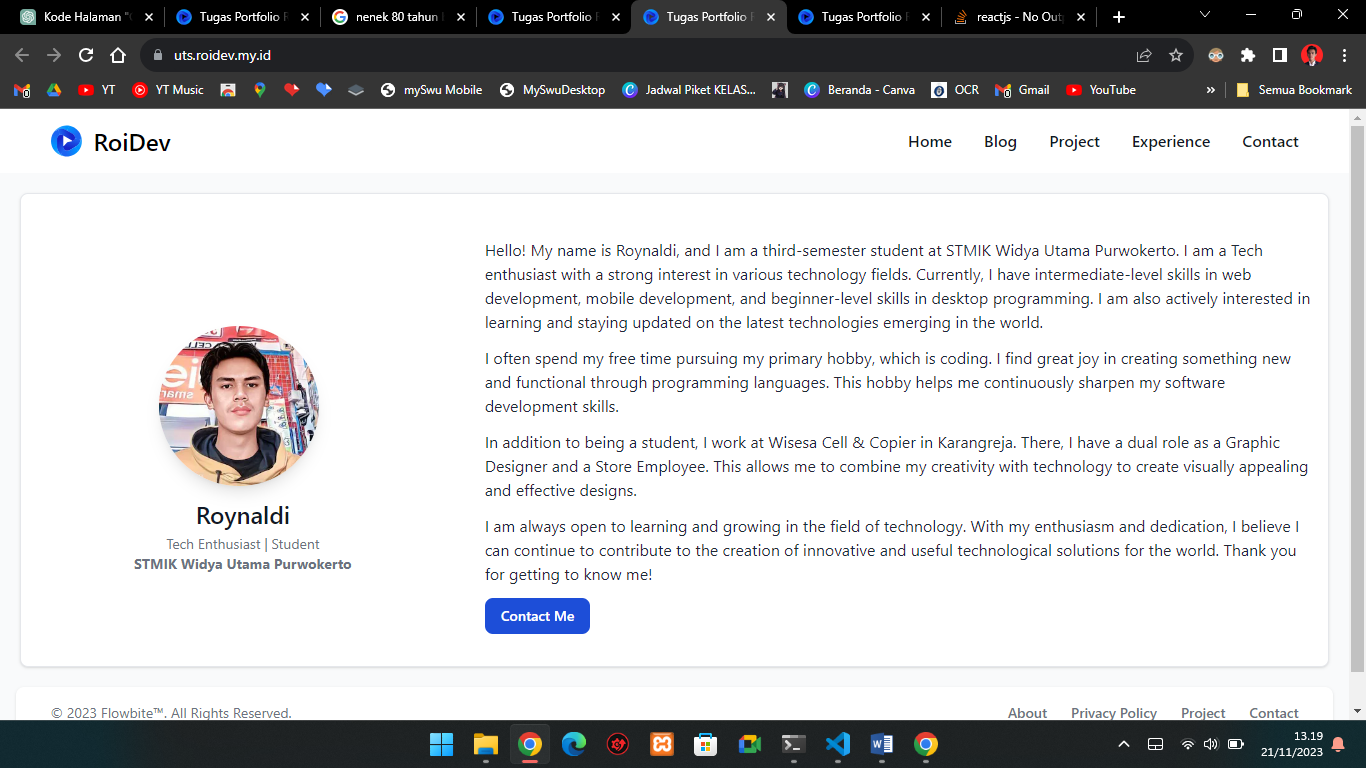 Kode Halaman "C
Tugas Portfolio R
nenek 80 tahun
Tugas Portfolio R
Tugas Portfolio R
Tugas Portfolio R
reactjs - No Out
uts.roidev.my.id
YT
YT Music
mySwu Mobile
MySwuDesktop
Jadwal Piket KELAS...
Beranda - Canva
OCR
Gmail
YouTube
»
Semua Bookmark
RoiDev
Home Blog Project Experience Contact
Hello! My name is Roynaldi, and I am a third-semester student at STMIK Widya Utama Purwokerto. I am a Tech
enthusiast with a strong interest in various technology fields. Currently, I have intermediate-level skills in web
development, mobile development, and beginner-level skills in desktop programming. I am also actively interested in
learning and staying updated on the latest technologies emerging in the world.
I often spend my free time pursuing my primary hobby, which is coding. I find great joy in creating something new
and functional through programming languages. This hobby helps me continuously sharpen my software
development skills.
In addition to being a student, I work at Wisesa Cell & Copier in Karangreja. There, I have a dual role as a Graphic
Designer and a Store Employee. This allows me to combine my creativity with technology to create visually appealing
and effective designs.
I am always open to learning and growing in the field of technology. With my enthusiasm and dedication, I believe I
can continue to contribute to the creation of innovative and useful technological solutions for the world. Thank you
for getting to know me!
Contact Me
Roynaldi
Tech Enthusiast | Student
STMIK Widya Utama Purwokerto
© 2023 Flowbite™. All Rights Reserved.
About Privacy Policy Project Contact
13.19
21/11/2023